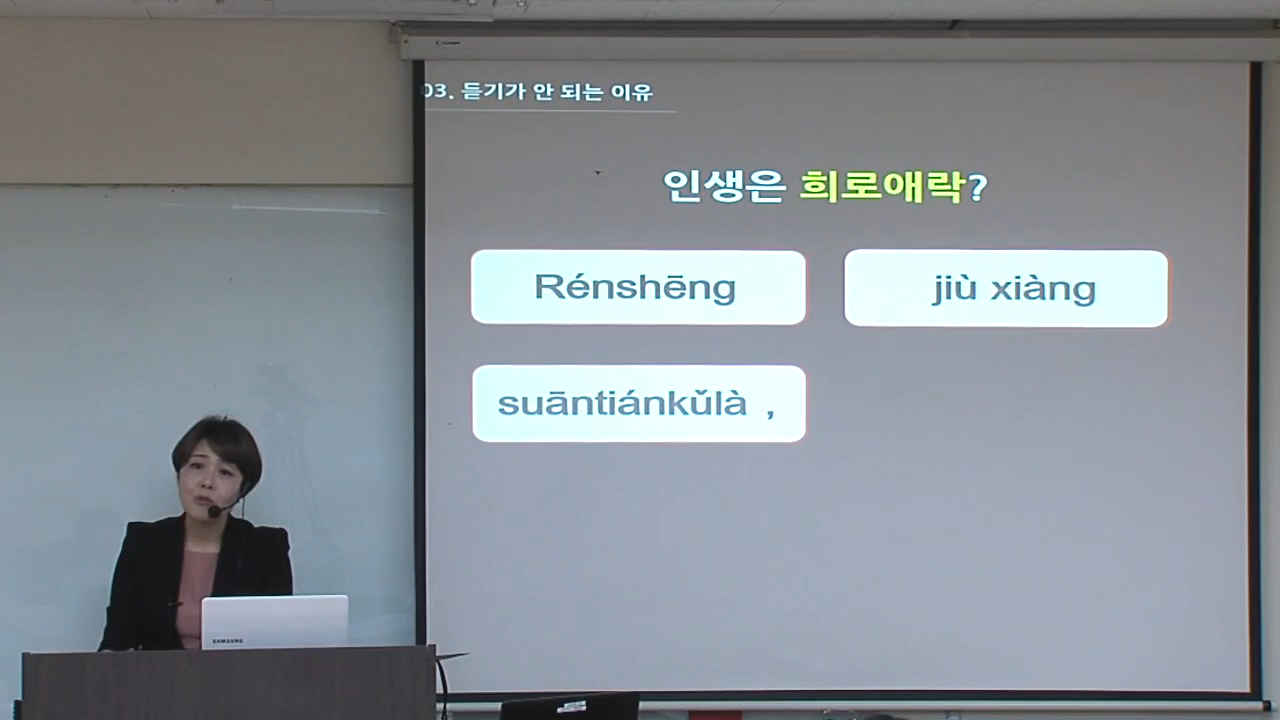 03. 듣기가 안 되는 이유
인생은 희로애락?
Rénshēng
jiù xiàng
suāntiánkǔlà ,
SAMSUNG